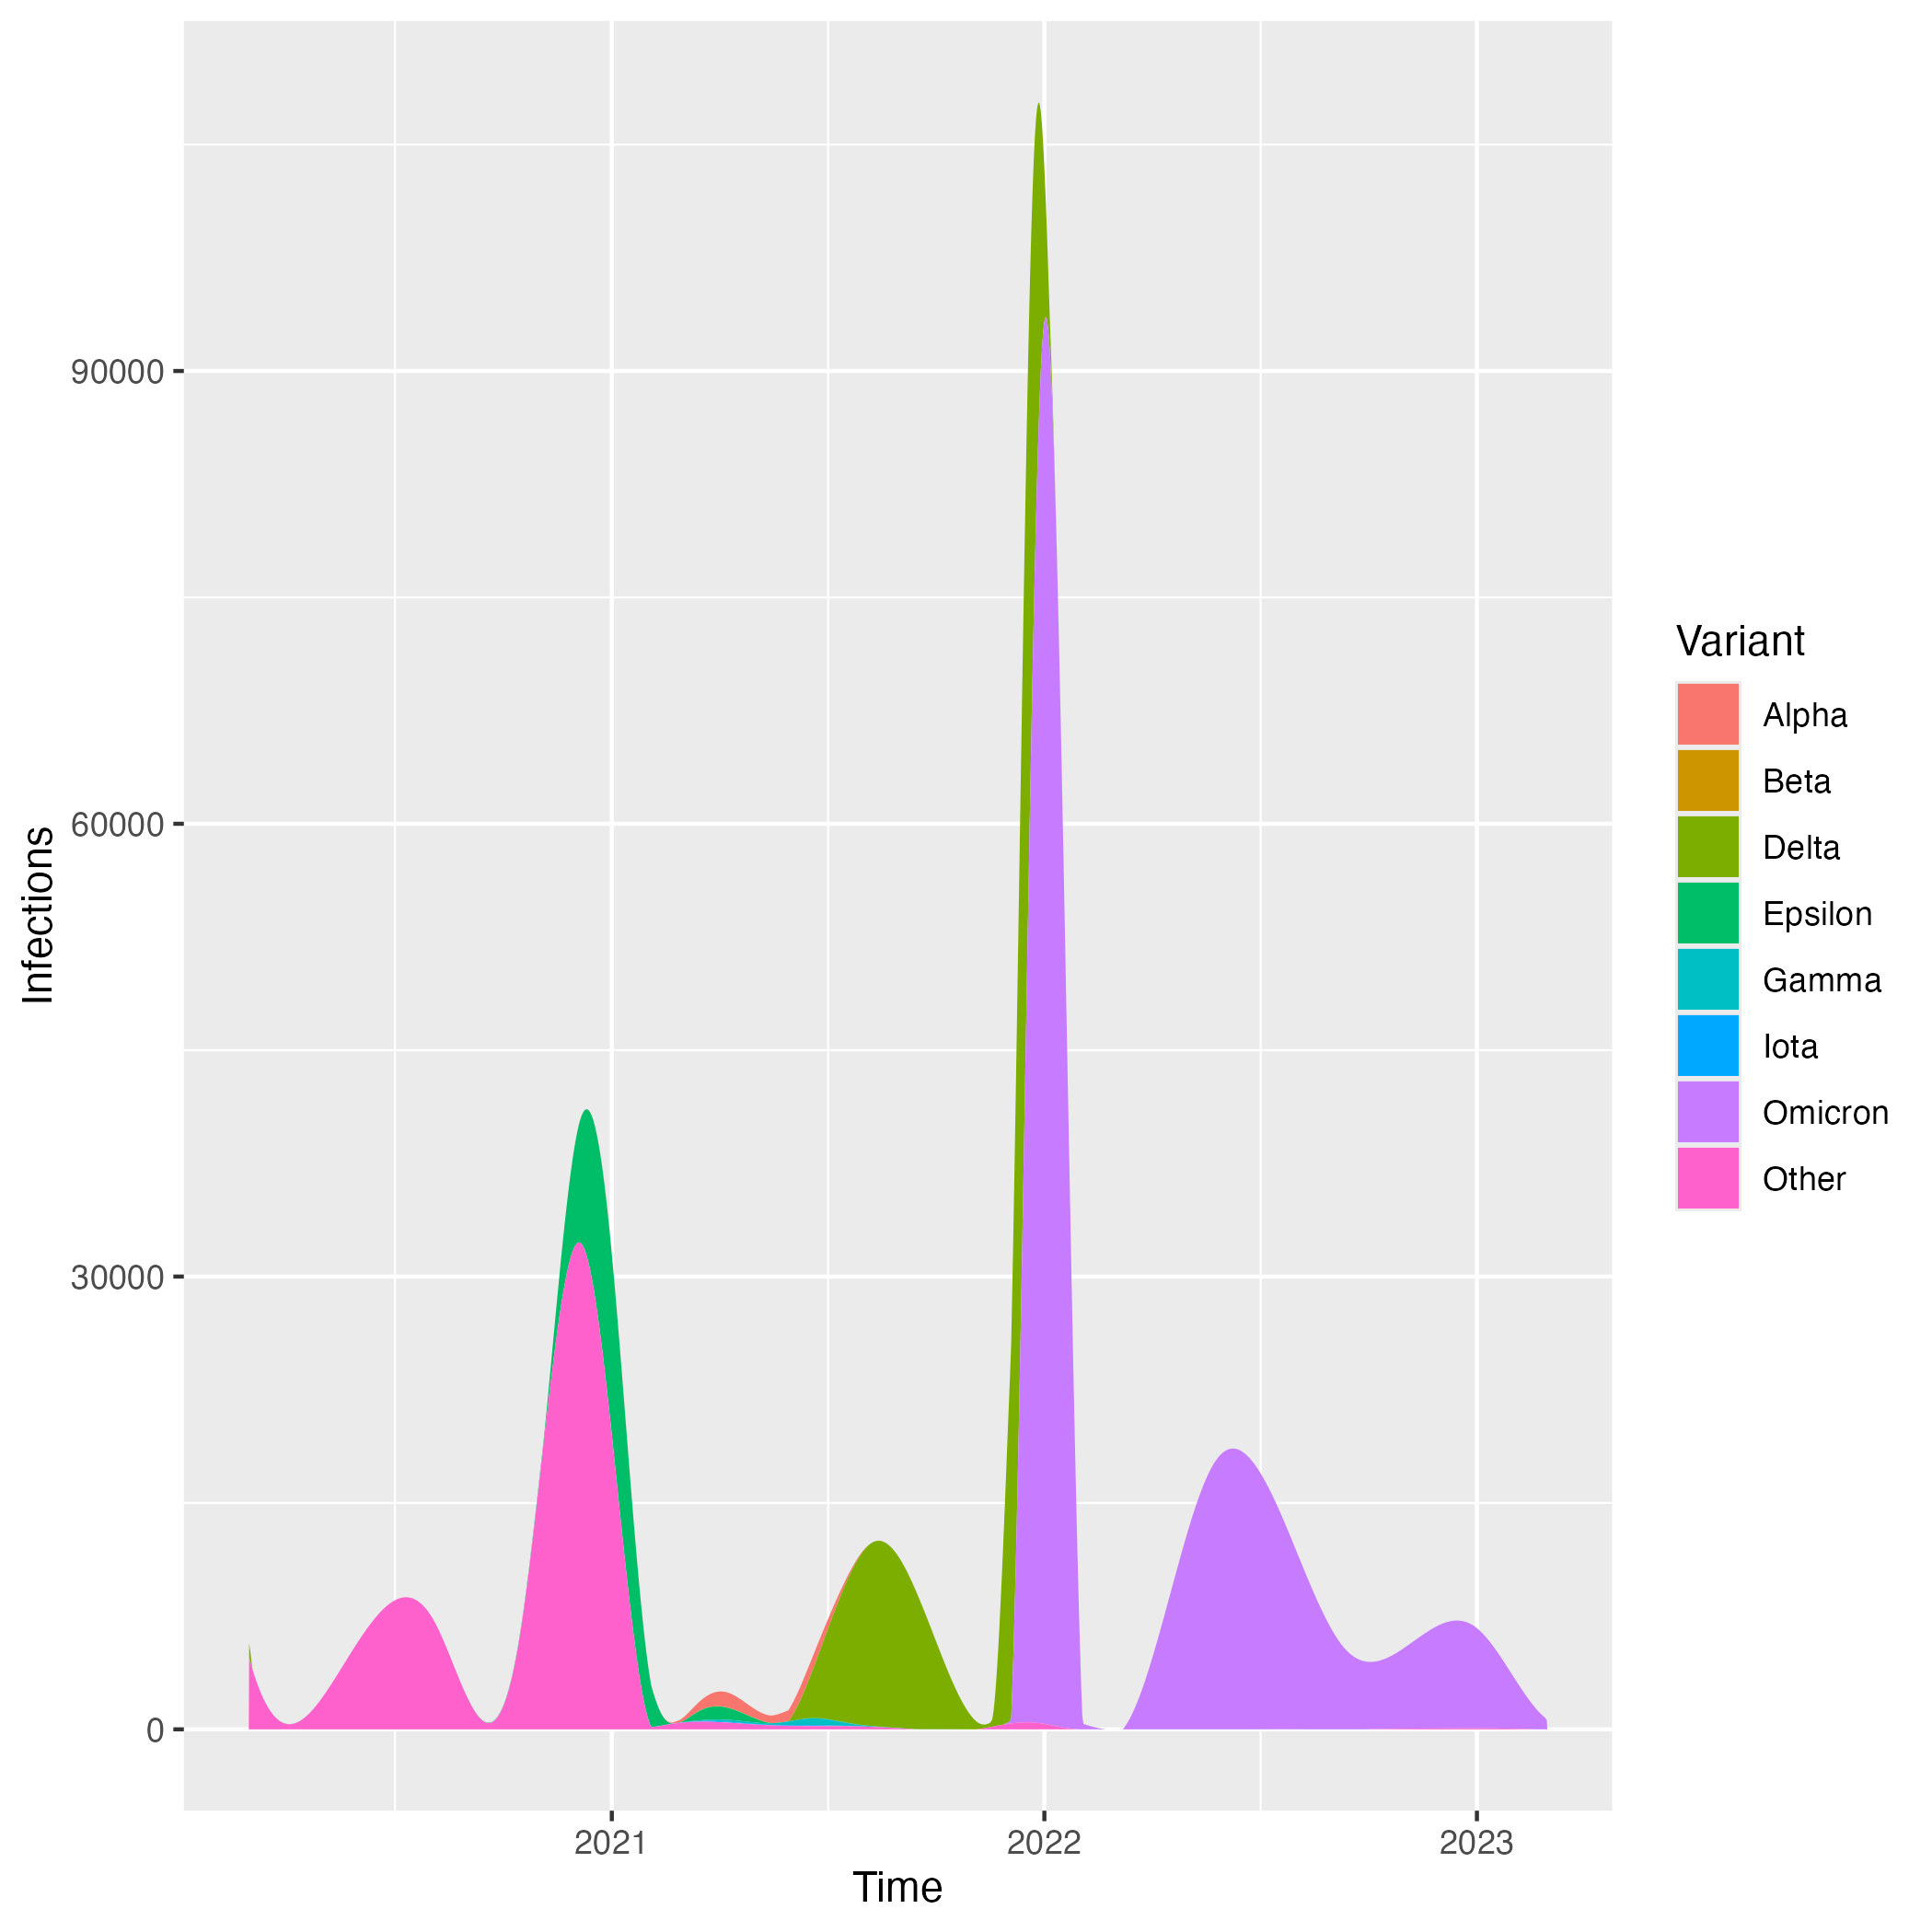 90000
60000
30000
0
Infections
2021
2022
2023
Time
Variant
Alpha
Beta
Delta
Epsilon
Gamma
Iota
Omicron
Other